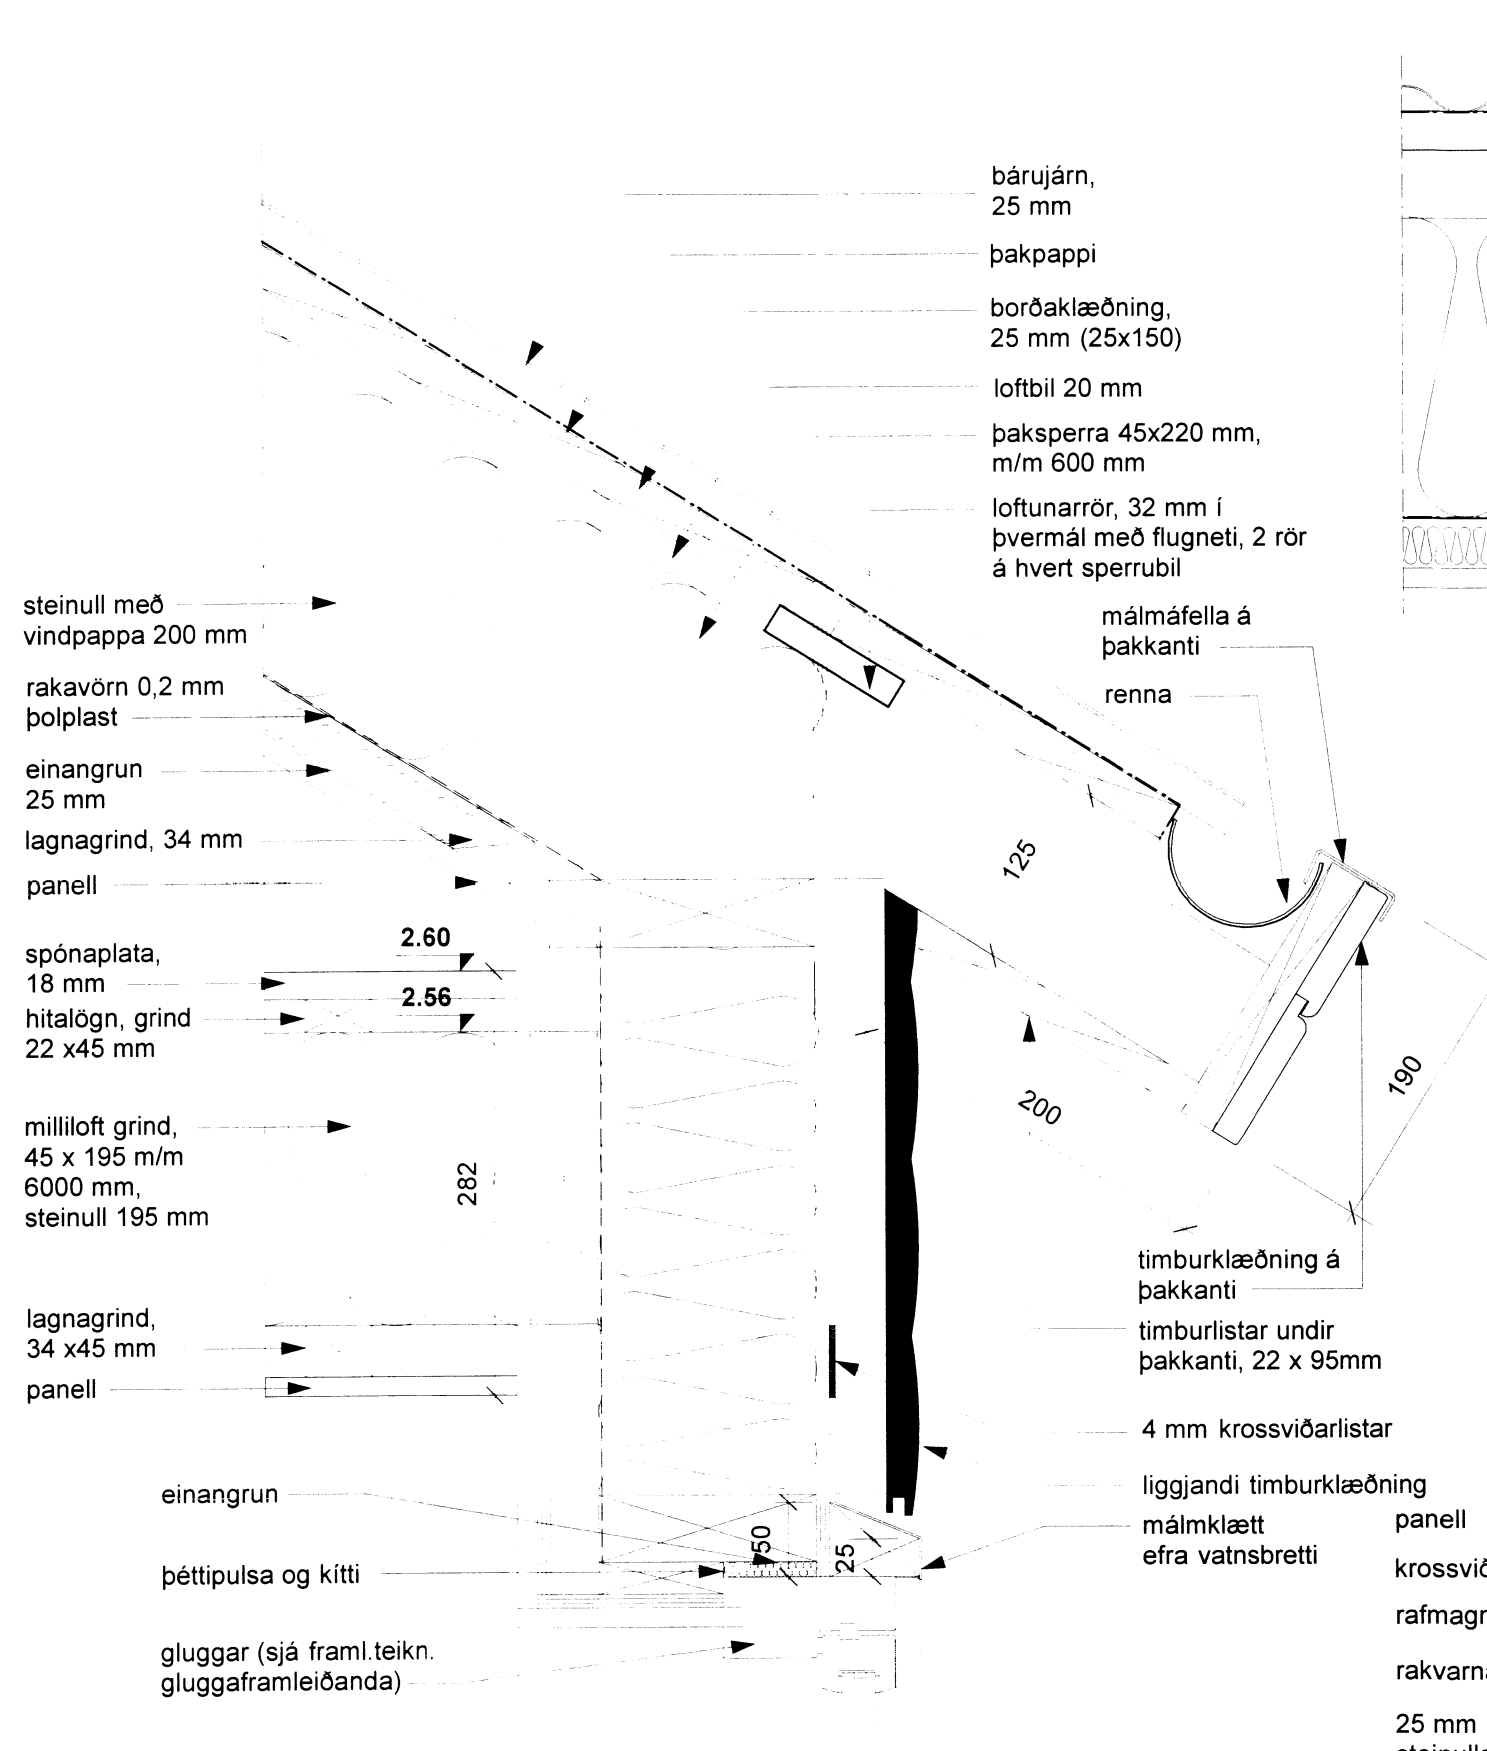 bárujárn,
25 mm
þakpappi
borðaklæðning,
25 mm (25x150)
loftbil 20 mm
þaksperra 45x220 mm,
m/m 600 mm
loftunarrör, 32 mm í
þvermál með flugneti, 2 rör
á hvert sperrubil
málmáfella á
þakkanti
renna
steinull með
vindpappa 200 mm
rakavörn 0,2 mm
þolplast
einangrun
25 mm
lagnagrind, 34 mm
panell
spónaplata,
18 mm
hitalögn, grind
22 x45 mm
milliloft grind,
45 x 195 m/m
6000 mm,
steinull 195 mm
lagnagrind,
34 x45 mm
panell
einangrun
þéttipulsa og kítti
gluggar (sjá framl.teikn.
gluggaframleiðanda)
2.60
2.56
282
125
200
190
50
25
timburklæðning á
þakkanti
timburlistar undir
þakkanti, 22 x 95mm
4 mm krossviðarlistar
liggjandi timburklæðning
málmklætt
efra vatnsbretti
panell
krossvið
rafmagr
rakvarna
25 mm